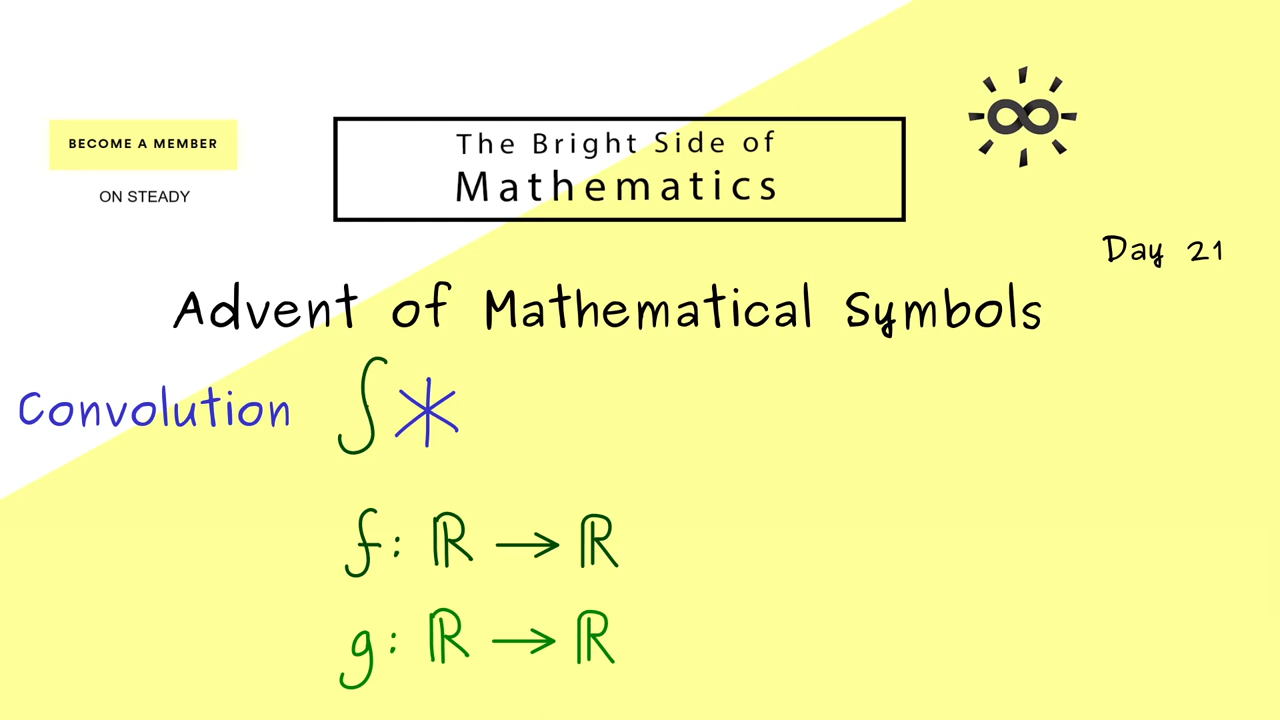 The Bright Side of
Mathematics
BECOME A MEMBER
ON STEADY
Day 21
Advent of Mathematical Symbols
Convolution ∫ *
f: ℝ → ℝ
g: ℝ → ℝ